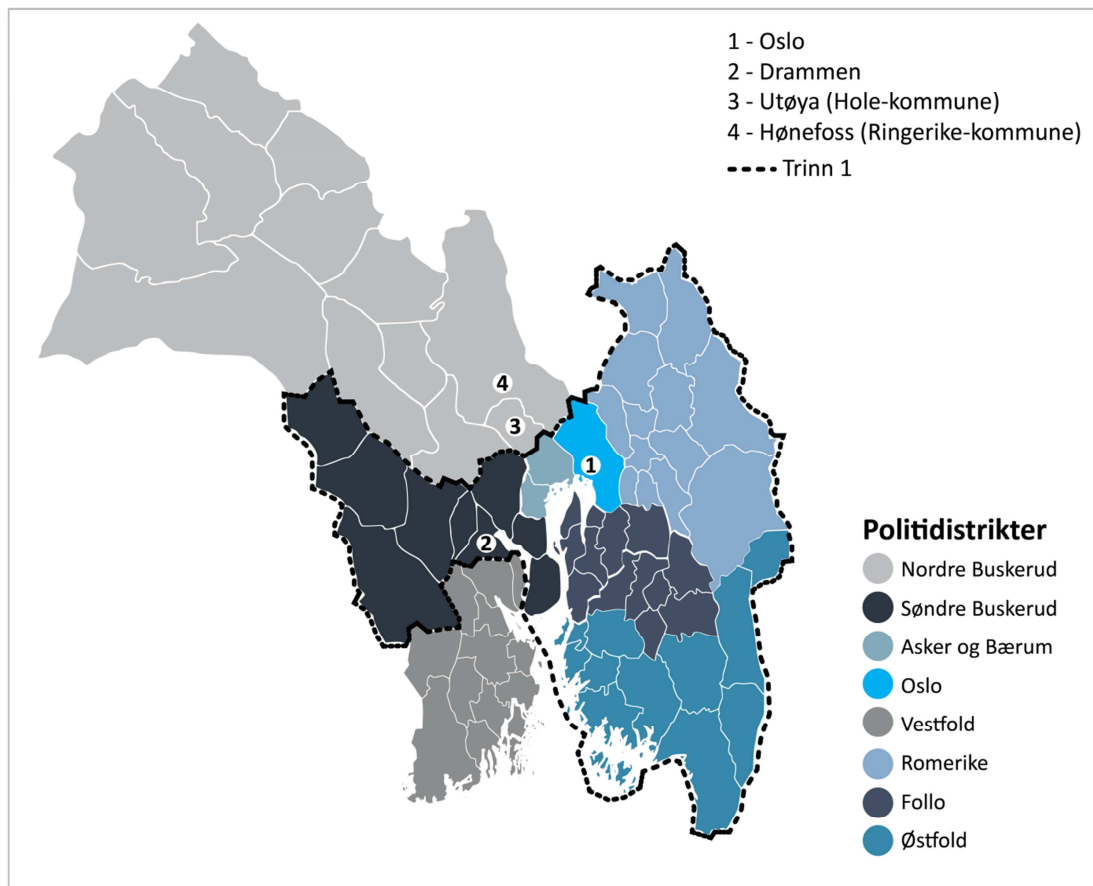 1 - Oslo
2 - Drammen
3 - Utøya (Hole-kommune)
4 - Hønefoss (Ringerike-kommune)
Trinn 1
4
3
1
2
Politidistrikter
Nordre Buskerud
Søndre Buskerud
Asker og Bærum
Oslo
Vestfold
Romerike
Follo
Østfold